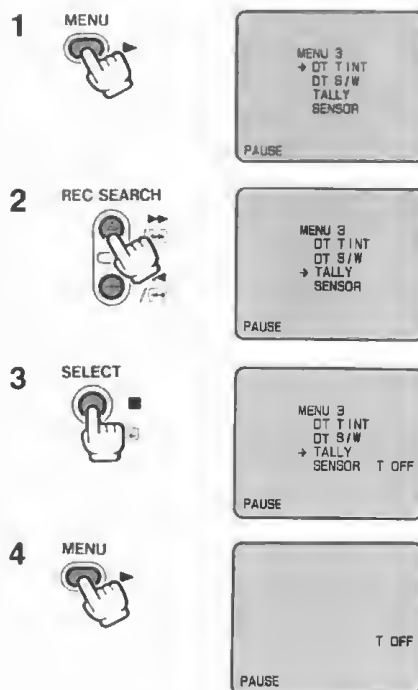 1 MENU
MENU 3
→ DT TINT
DT S/W
TALLY
SENSOR
PAUSE
2 REC SEARCH
MENU 3
DT TINT
DT S/W
→ TALLY
SENSOR
PAUSE
3 SELECT
MENU 3
DT TINT
DT S/W
→ TALLY
SENSOR T OFF
PAUSE
4 MENU
T OFF
PAUSE